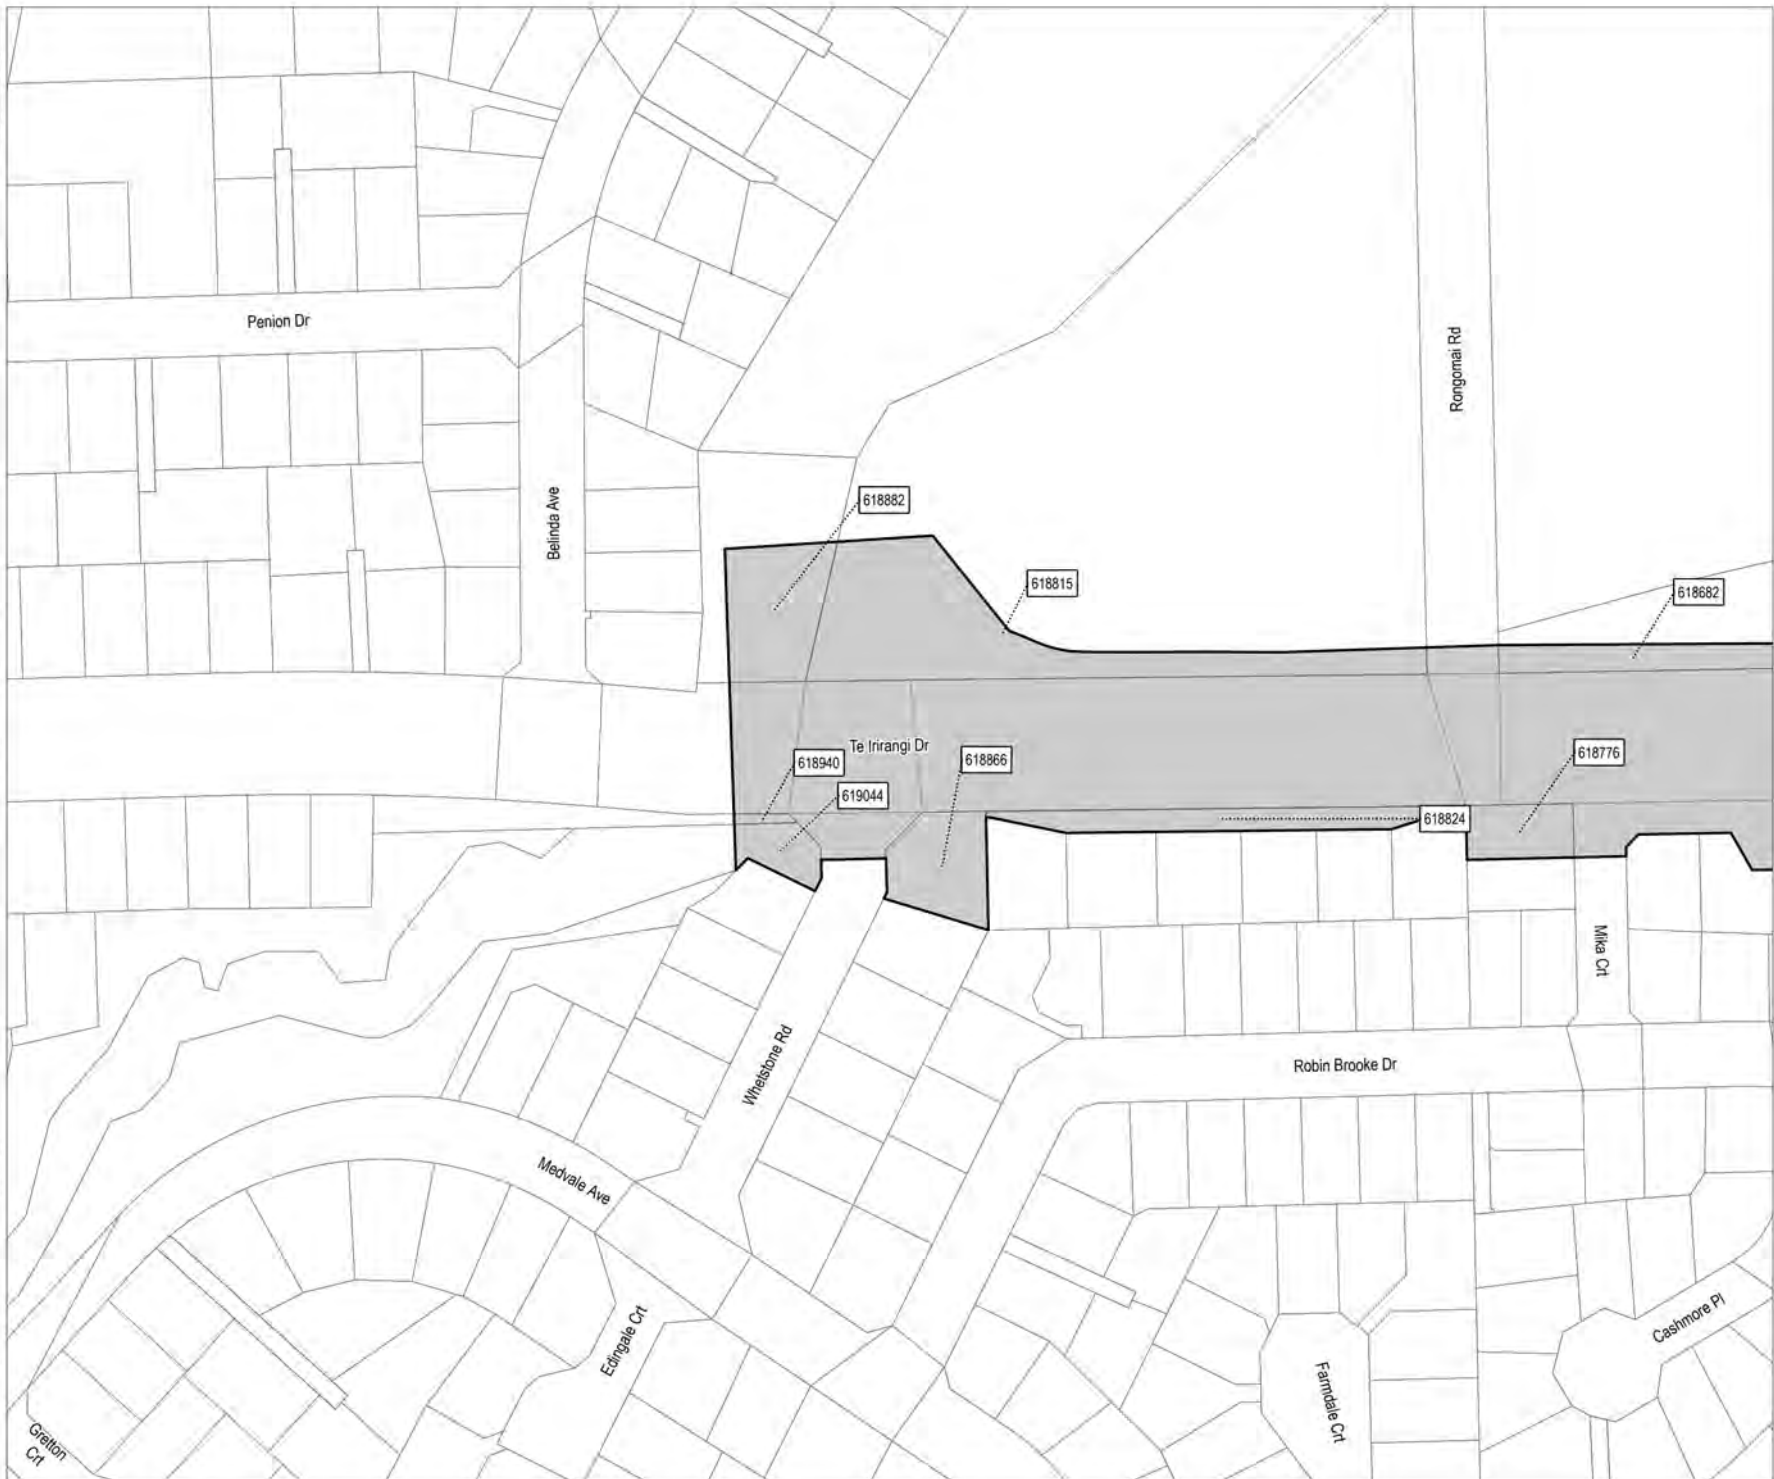 Penion Dr
Rongomai Rd
Belinda Ave
618882
618815
618682
Te Irirangi Dr
618940
618866
618776
619044
618824
Mika Crt
Whetstone Rd
Robin Brooke Dr
Medvale Ave
Edingale Crt
Cashmore Pl
Farmdale Crt
Gretton
Crt